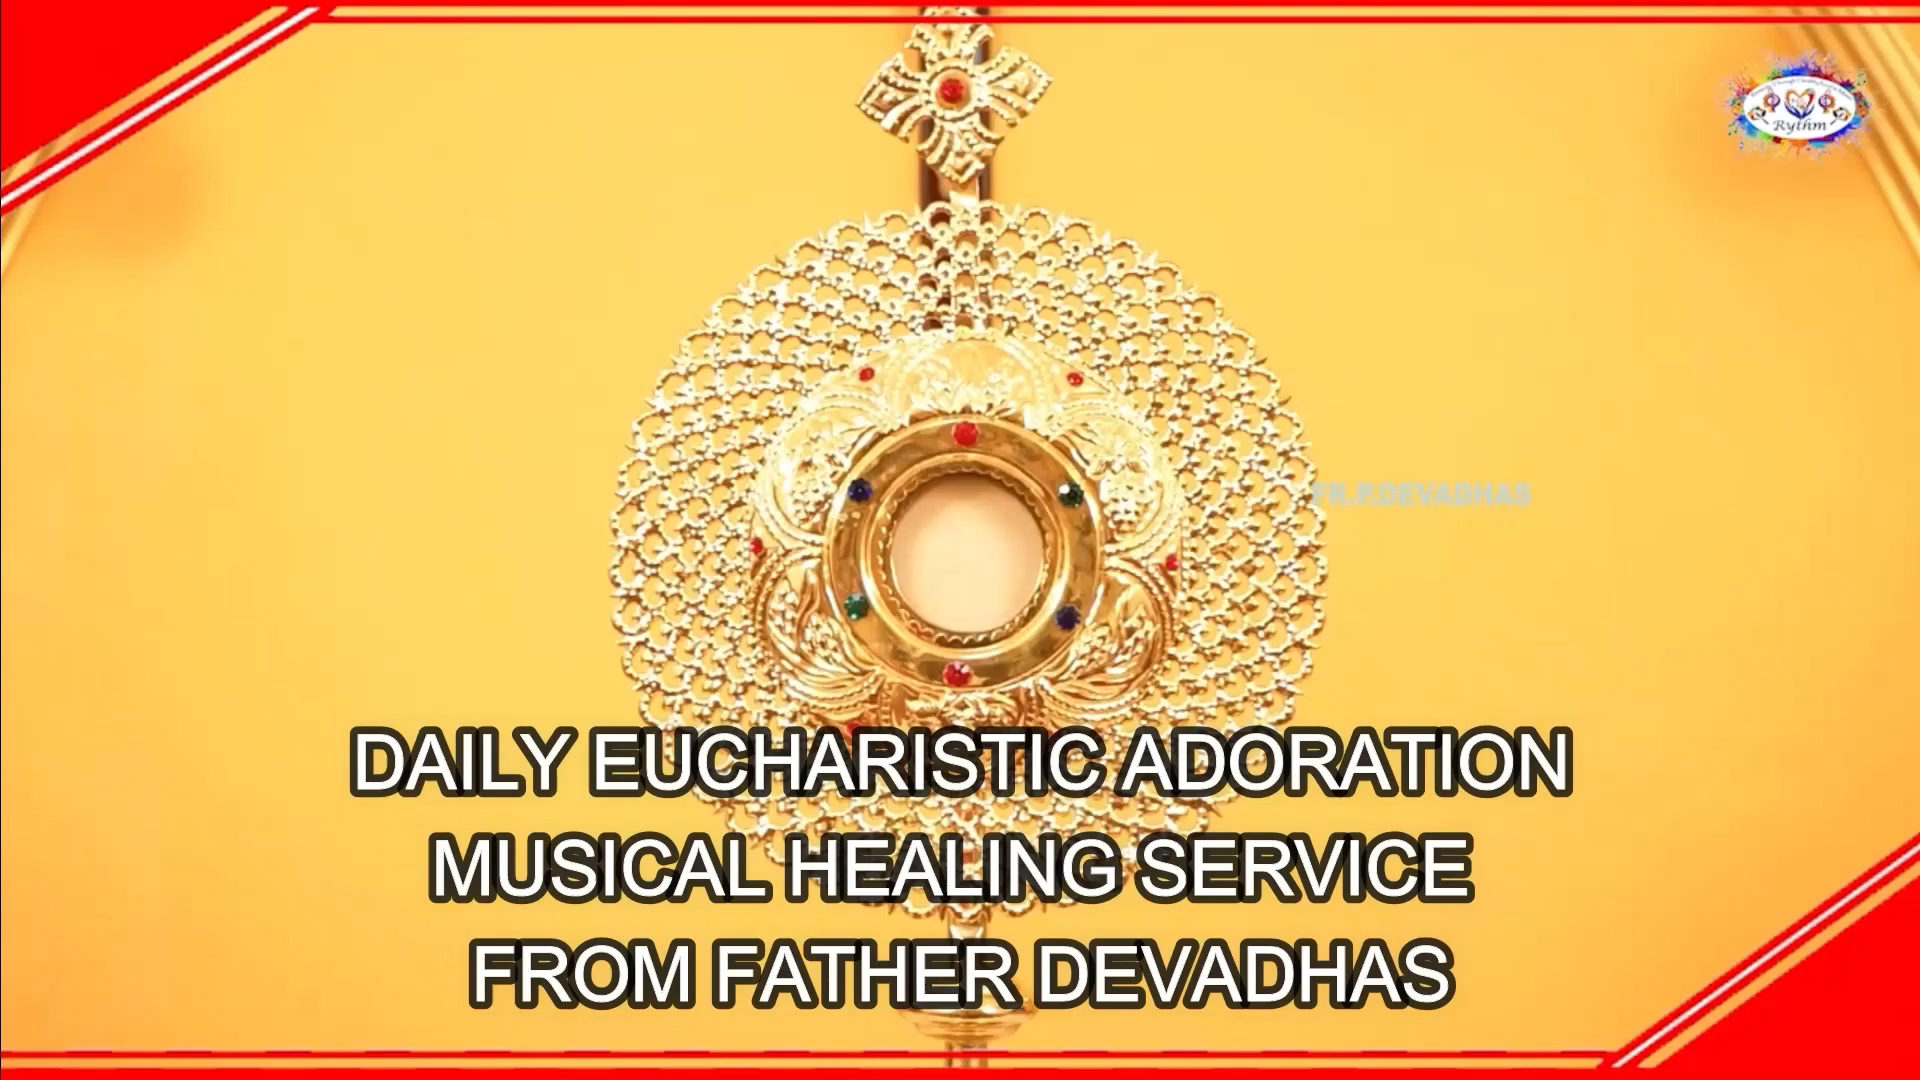 Rythm
FR.P.DEVADHAS
DAILY EUCHARISTIC ADORATION
MUSICAL HEALING SERVICE
FROM FATHER DEVADHAS